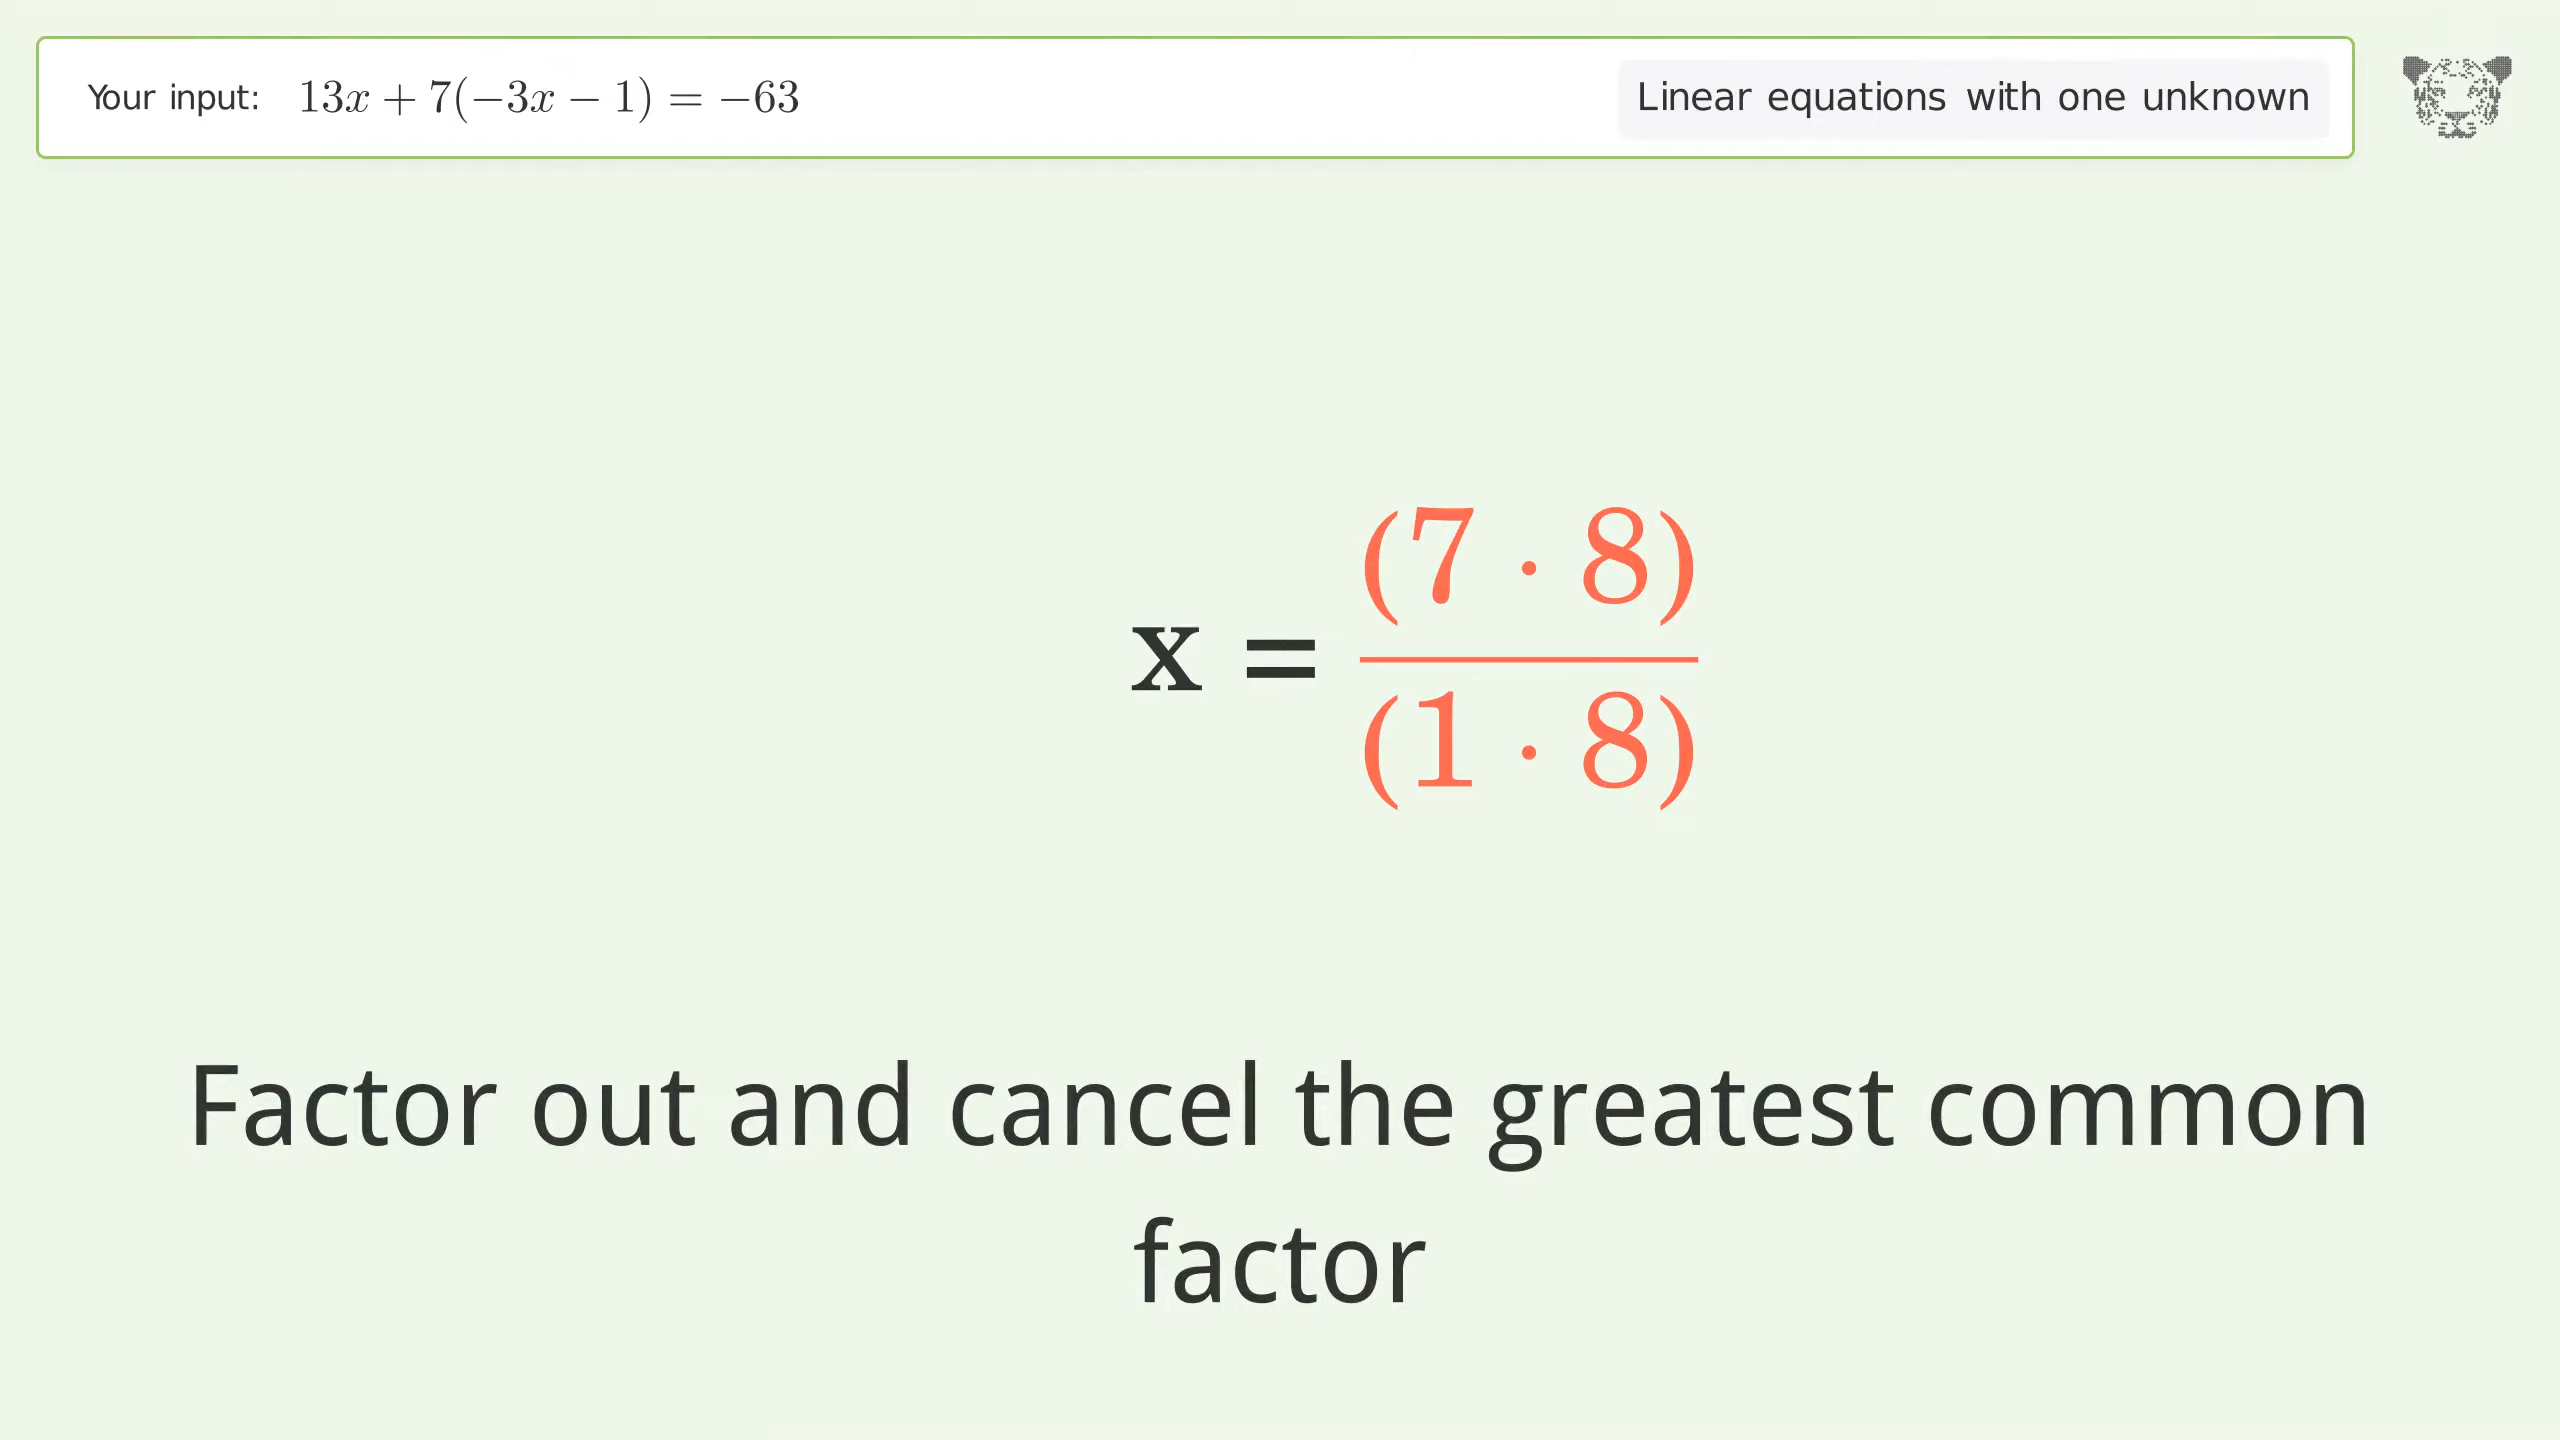 Your input: 13x + 7(−3x − 1) = −63
Linear equations with one unknown
x = (7 · 8) / (1 · 8)
Factor out and cancel the greatest common
factor